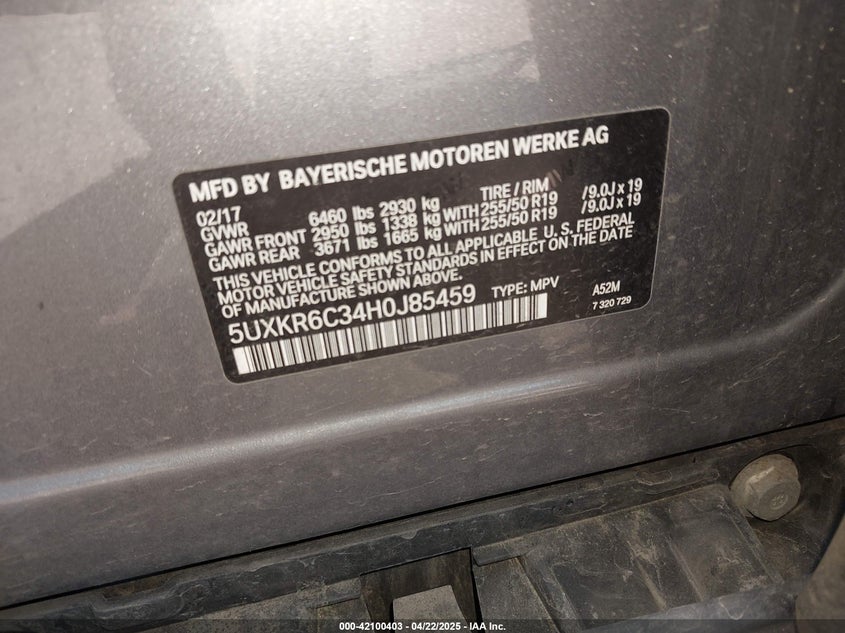 MFD BY BAYERISCHE MOTOREN WERKE AG
02/17 TIRE / RIM
GVWR 6460 lbs 2930 kg
GAWR FRONT 2950 lbs 1338 kg WITH 255/50 R19 /9.0J x 19
GAWR REAR 3671 lbs 1665 kg WITH 255/50 R19 /9.0J x 19
THIS VEHICLE CONFORMS TO ALL APPLICABLE U. S. FEDERAL
MOTOR VEHICLE SAFETY STANDARDS IN EFFECT ON THE DATE
OF MANUFACTURE SHOWN ABOVE.
5UXKR6C34H0J85459 TYPE: MPV A52M
7 320 729
000-42100403 - 04/22/2025 - IAA Inc.